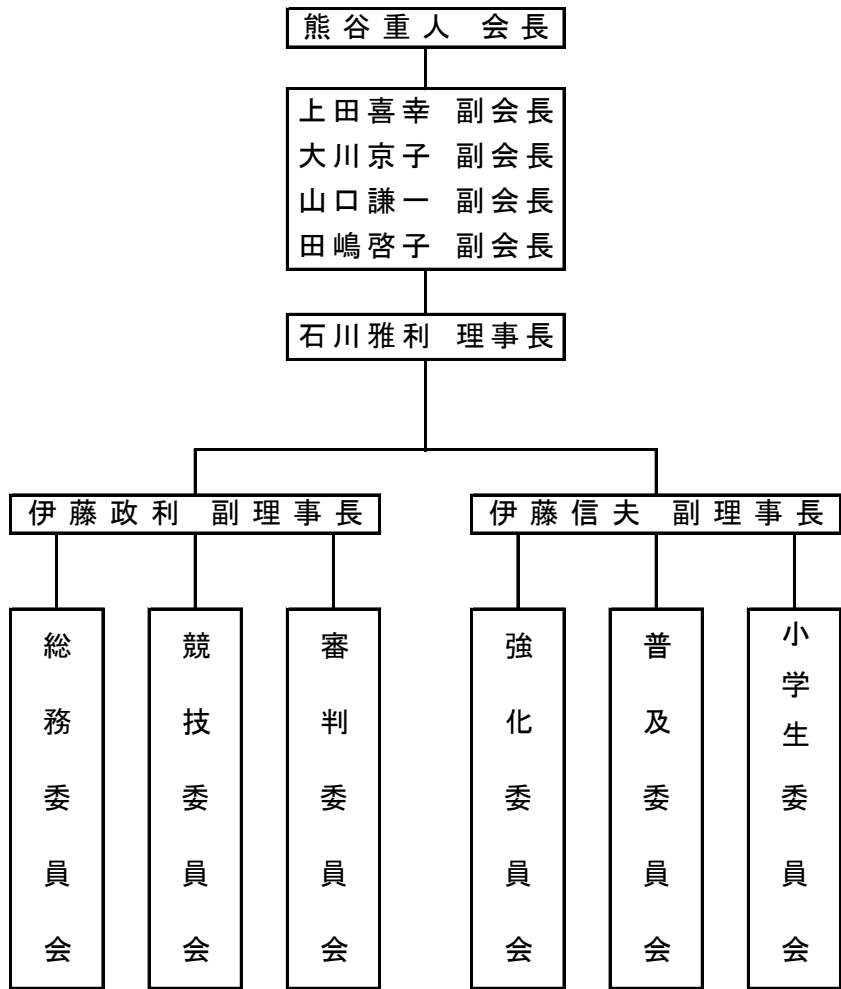 熊谷重人 会長
上田喜幸 副会長
大川京子 副会長
山口謙一 副会長
田嶋啓子 副会長
石川雅利 理事長
伊藤政利 副理事長
伊藤信夫 副理事長
総務委員会
競技委員会
審判委員会
強化委員会
普及委員会
小学生委員会